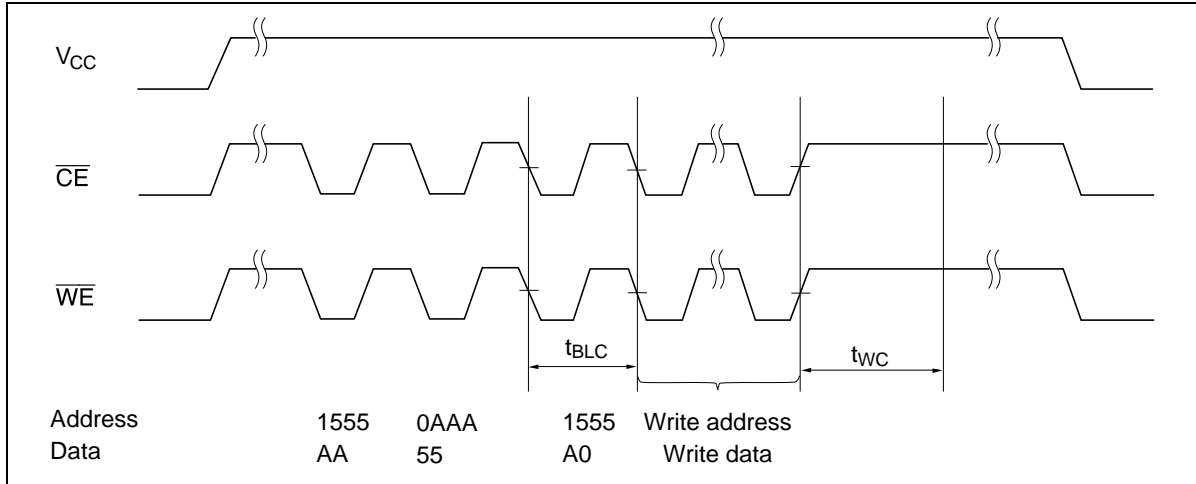 VCC
CE
WE
tBLC tWC
Address 1555 0AAA 1555 Write address
Data AA 55 A0 Write data